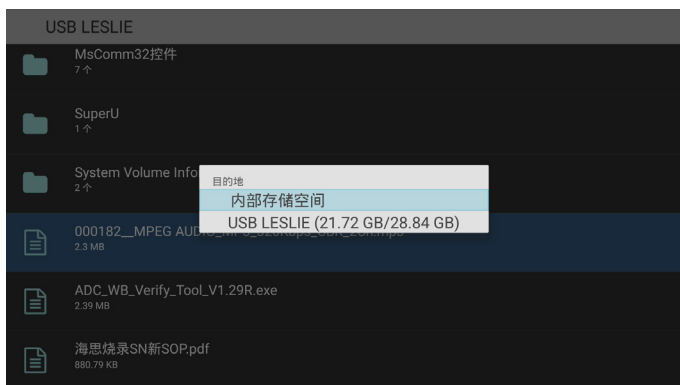 USB LESLIE
MsComm32控件
7个
SuperU
1个
System Volume Info
2个
目的地
内部存储空间
USB LESLIE (21.72 GB/28.84 GB)
000182__MPEG AUDIO_MP3_320Kbps_CBR_2Ch.mp3
2.3 MB
ADC_WB_Verify_Tool_V1.29R.exe
2.39 MB
海思烧录SN新SOP.pdf
880.79 KB